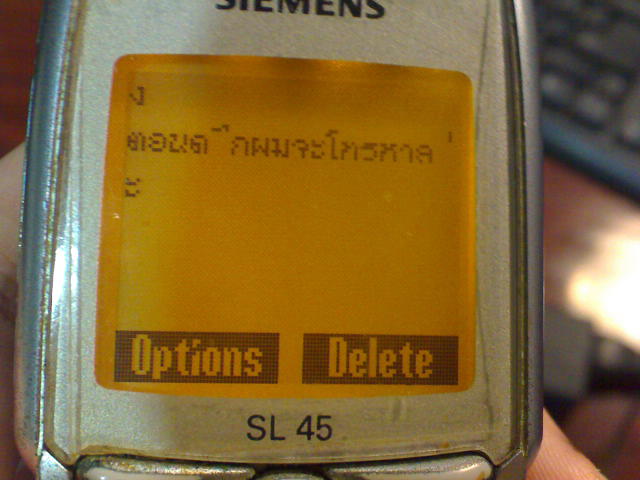 SIEMENS
ง
ตอนดึกผมจะโทรหาล่
ะ
Options Delete
SL 45